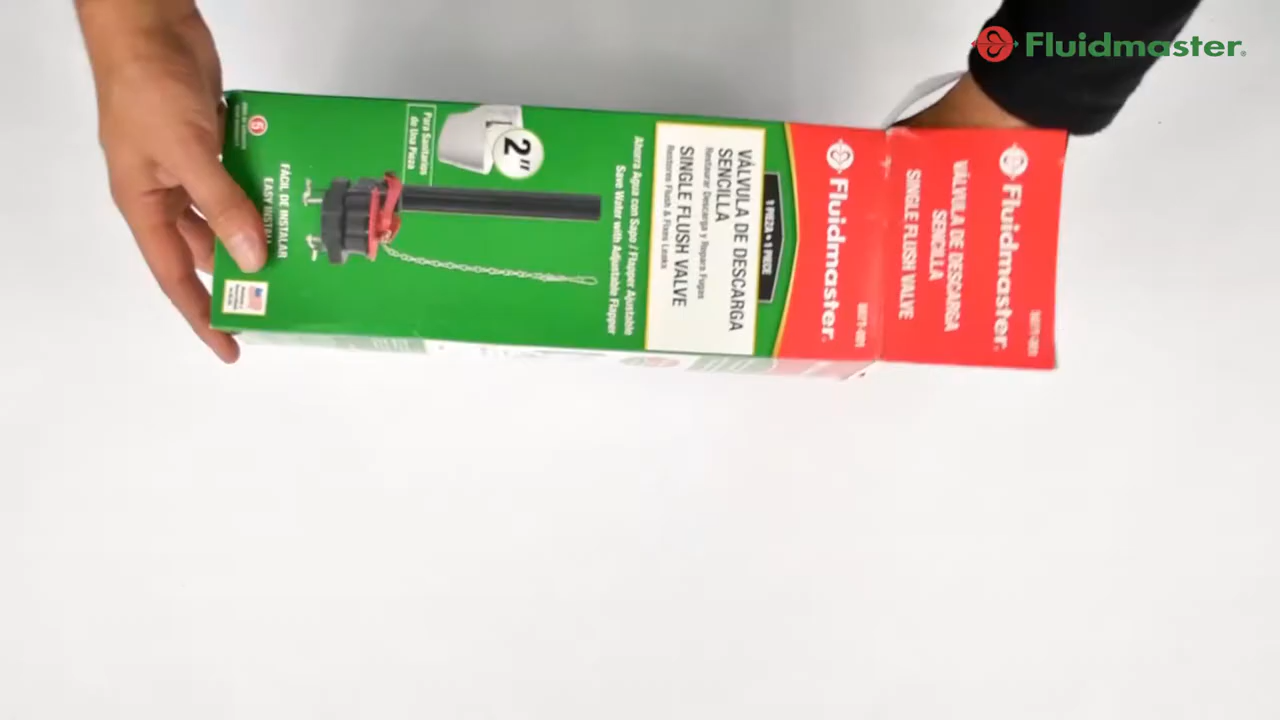 Fluidmaster®
Fluidmaster®
VÁLVULA DE DESCARGA
SENCILLA
SINGLE FLUSH VALVE
Fluidmaster®
1 PIEZA • 1 PIECE
VÁLVULA DE DESCARGA
SENCILLA
Restaurar Descarga y Repara Fugas
SINGLE FLUSH VALVE
Restores Flush & Fixes Leaks
Ahorra Agua con Sapo / Flapper Ajustable
Save Water with Adjustable Flapper
2"
Para Sanitarios
de Una Pieza
FÁCIL DE INSTALAR
EASY
5